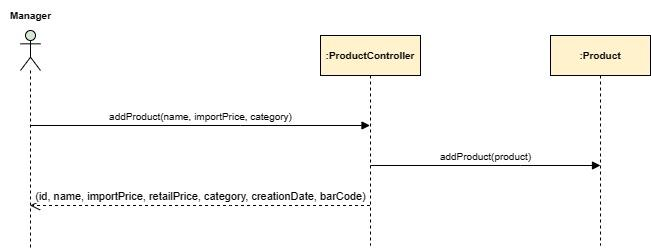 Manager
:ProductController
:Product
addProduct(name, importPrice, category)
addProduct(product)
(id, name, importPrice, retailPrice, category, creationDate, barCode)